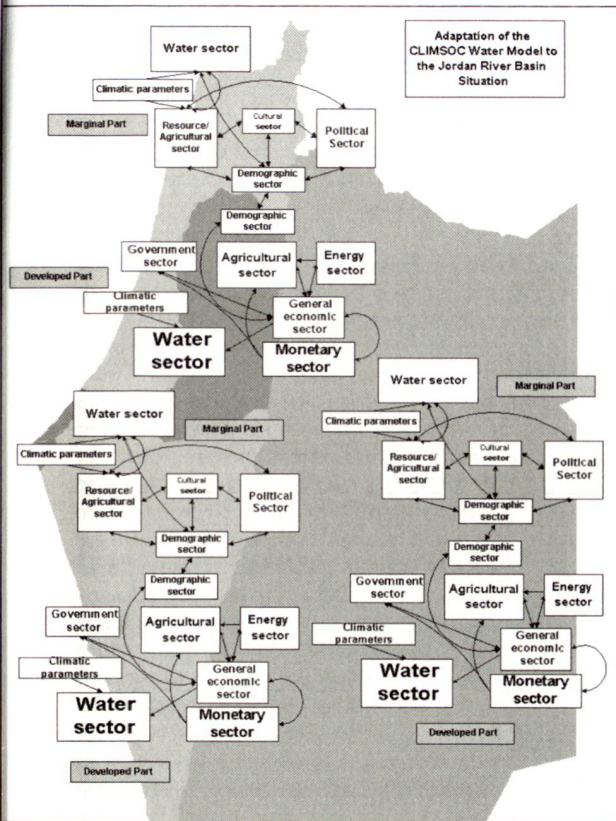 Adaptation of the
CLIMSOC Water Model to
the Jordan River Basin
Situation
Water sector
Climatic parameters
Marginal Part
Resource/
Agricultural
sector
Cultural
sector
Political
Sector
Demographic
sector
Demographic
sector
Government
sector
Agricultural
sector
Energy
sector
Developed Part
Climatic
parameters
General
economic
sector
Water
sector
Monetary
sector
Water sector
Marginal Part
Climatic parameters
Resource/
Agricultural
sector
Cultural
sector
Political
Sector
Demographic
sector
Demographic
sector
Government
sector
Agricultural
sector
Energy
sector
Climatic
parameters
General
economic
sector
Water
sector
Monetary
sector
Developed Part
Water sector
Marginal Part
Climatic parameters
Resource/
Agricultural
sector
Cultural
sector
Political
Sector
Demographic
sector
Demographic
sector
Government
sector
Agricultural
sector
Energy
sector
Climatic
parameters
General
economic
sector
Water
sector
Monetary
sector
Developed Part